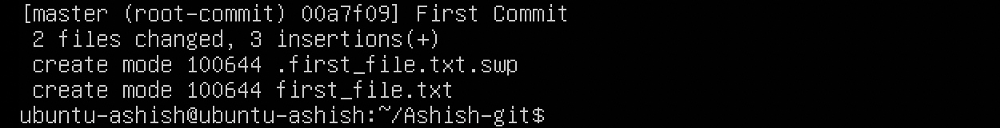 [master (root-commit) 00a7f09] First Commit
2 files changed, 3 insertions(+)
create mode 100644 .first_file.txt.swp
create mode 100644 first_file.txt
ubuntu-ashish@ubuntu-ashish:~/Ashish-git$